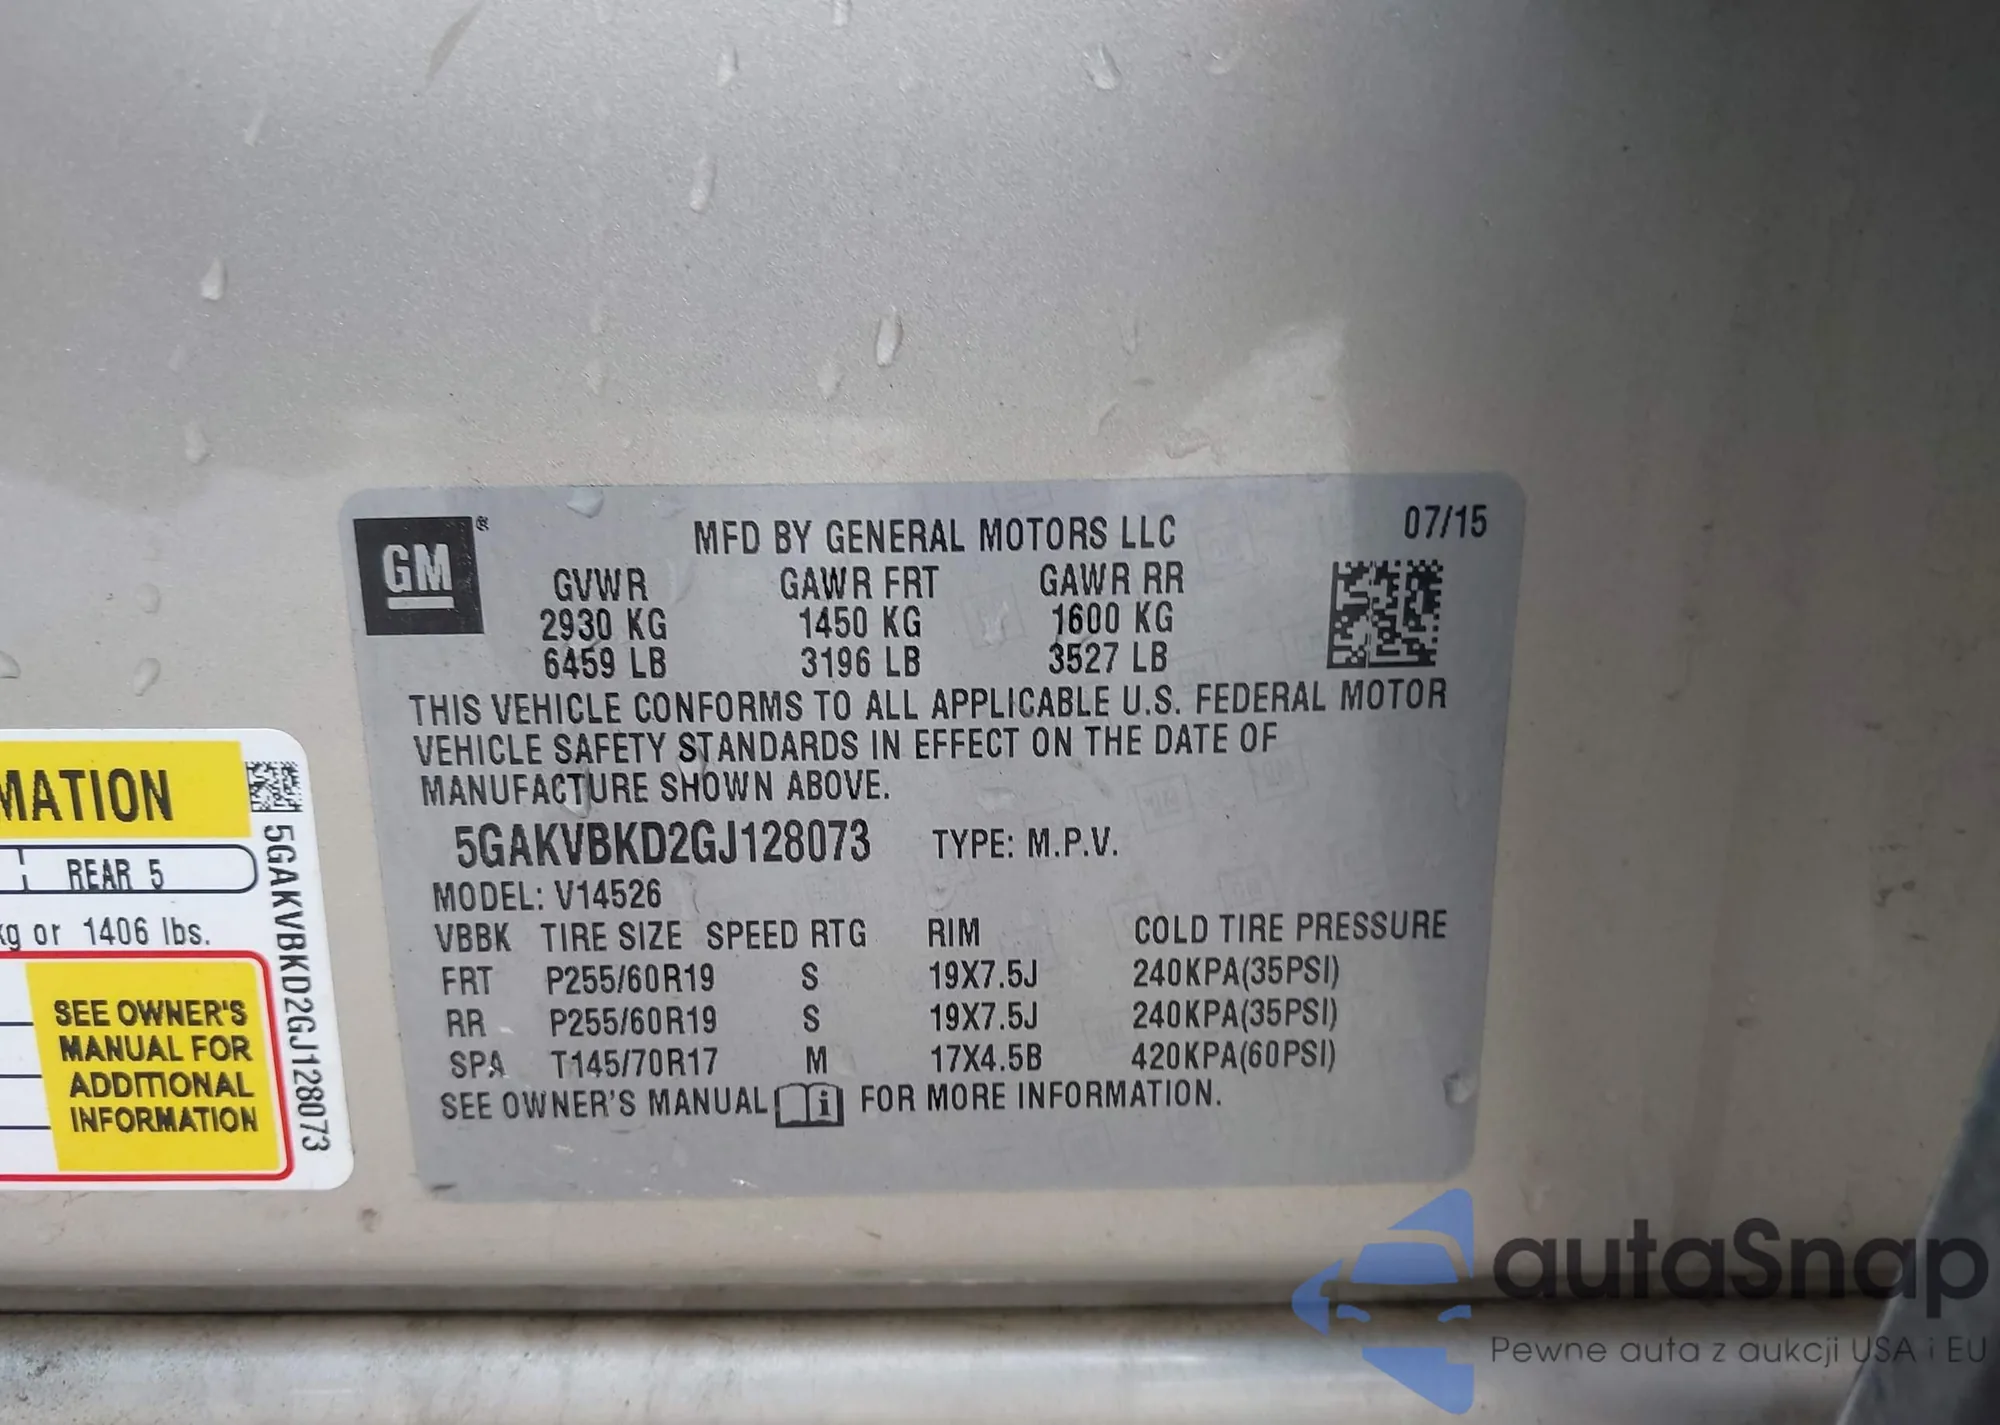 GM®
MFD BY GENERAL MOTORS LLC 07/15
GVWR GAWR FRT GAWR RR
2930 KG 1450 KG 1600 KG
6459 LB 3196 LB 3527 LB
THIS VEHICLE CONFORMS TO ALL APPLICABLE U.S. FEDERAL MOTOR
VEHICLE SAFETY STANDARDS IN EFFECT ON THE DATE OF
MANUFACTURE SHOWN ABOVE.
5GAKVBKD2GJ128073 TYPE: M.P.V.
MODEL: V14526
VBBK TIRE SIZE SPEED RTG RIM COLD TIRE PRESSURE
FRT P255/60R19 S 19X7.5J 240KPA(35PSI)
RR P255/60R19 S 19X7.5J 240KPA(35PSI)
SPA T145/70R17 M 17X4.5B 420KPA(60PSI)
SEE OWNER'S MANUAL i FOR MORE INFORMATION.
MATION
REAR 5
kg or 1406 lbs.
SEE OWNER'S
MANUAL FOR
ADDITIONAL
INFORMATION
5GAKVBKD2GJ128073
autaSnap
Pewne auta z aukcji USA i EU